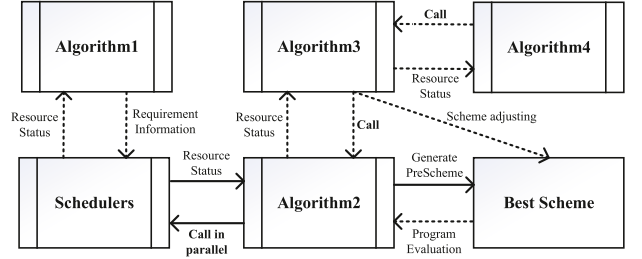 Algorithm1
Algorithm3
Call
Resource
Status
Algorithm4
Resource
Status
Requirement
Information
Resource
Status
Call
Scheme adjusting
Schedulers
Resource
Status
Call in
parallel
Algorithm2
Generate
PreScheme
Program
Evaluation
Best Scheme